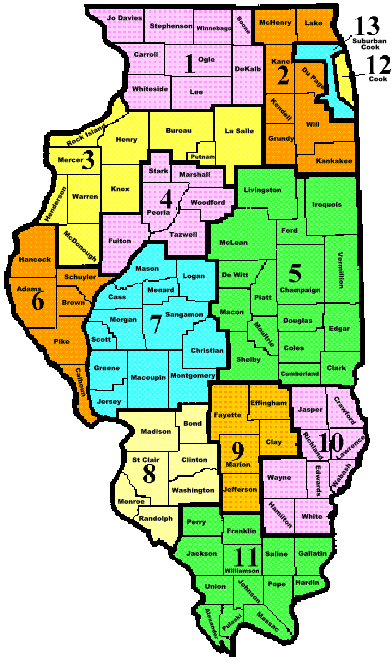 Jo Davies
Stephenson
Winnebago
Boone
McHenry
Lake
13
Suburban
Cook
12
Cook
Carroll
Ogle
1
DeKalb
Kane
2
Du Page
Whiteside
Lee
Kendall
Will
Grundy
Kankakee
Rock Island
Henry
Bureau
La Salle
Putnam
Mercer
3
Knox
Warren
Henderson
McDonough
Stark
Marshall
4
Woodford
Peoria
Tazwell
Fulton
Livingston
Iroquois
McLean
Ford
Vermillion
De Witt
5
Champaign
Piatt
Macon
Douglas
Moultrie
Edgar
Coles
Shelby
Cumberland
Clark
Hancock
Schuyler
Adams
6
Brown
Pike
Calhoun
Mason
Logan
Cass
Menard
Morgan
7
Sangamon
Scott
Christian
Greene
Macoupin
Montgomery
Jersey
Madison
Bond
St Clair
8
Clinton
Monroe
Washington
Randolph
Fayette
Effingham
9
Clay
Marion
Jefferson
Jasper
Crawford
Richland
10
Lawrence
Wayne
Edwards
Wabash
Hamilton
White
Perry
Franklin
Jackson
11
Saline
Gallatin
Williamson
Union
Johnson
Pope
Hardin
Alexander
Pulaski
Massac